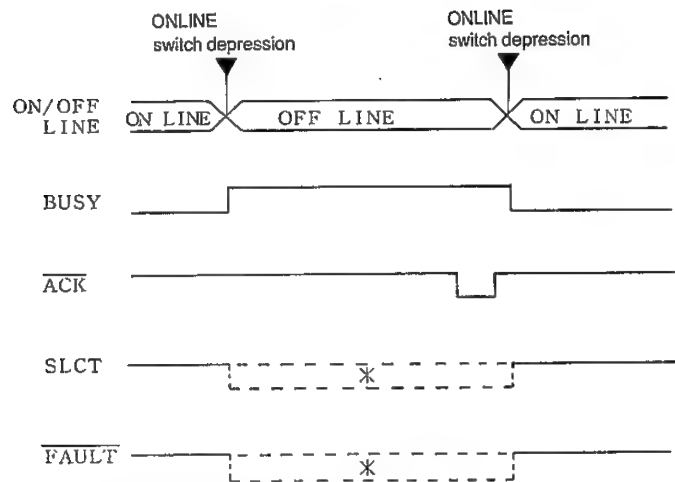 ONLINE
switch depression
ONLINE
switch depression
ON/OFF
LINE
ON LINE
OFF LINE
ON LINE
BUSY
ACK
SLCT
*
FAULT
*